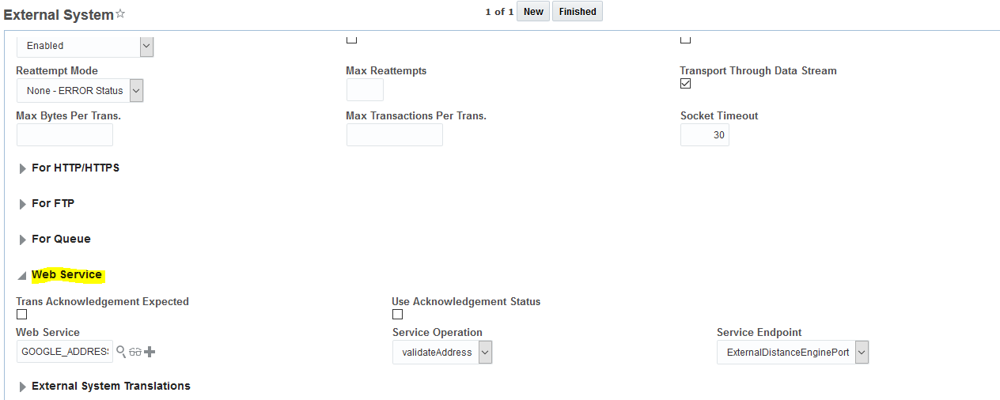 External System
1 of 1 New Finished
Enabled
Reattempt Mode Max Reattempts Transport Through Data Stream
None - ERROR Status
Max Bytes Per Trans. Max Transactions Per Trans. Socket Timeout
30
For HTTP/HTTPS
For FTP
For Queue
Web Service
Trans Acknowledgement Expected Use Acknowledgement Status
Web Service Service Operation Service Endpoint
GOOGLE_ADDRES validateAddress ExternalDistanceEnginePort
External System Translations